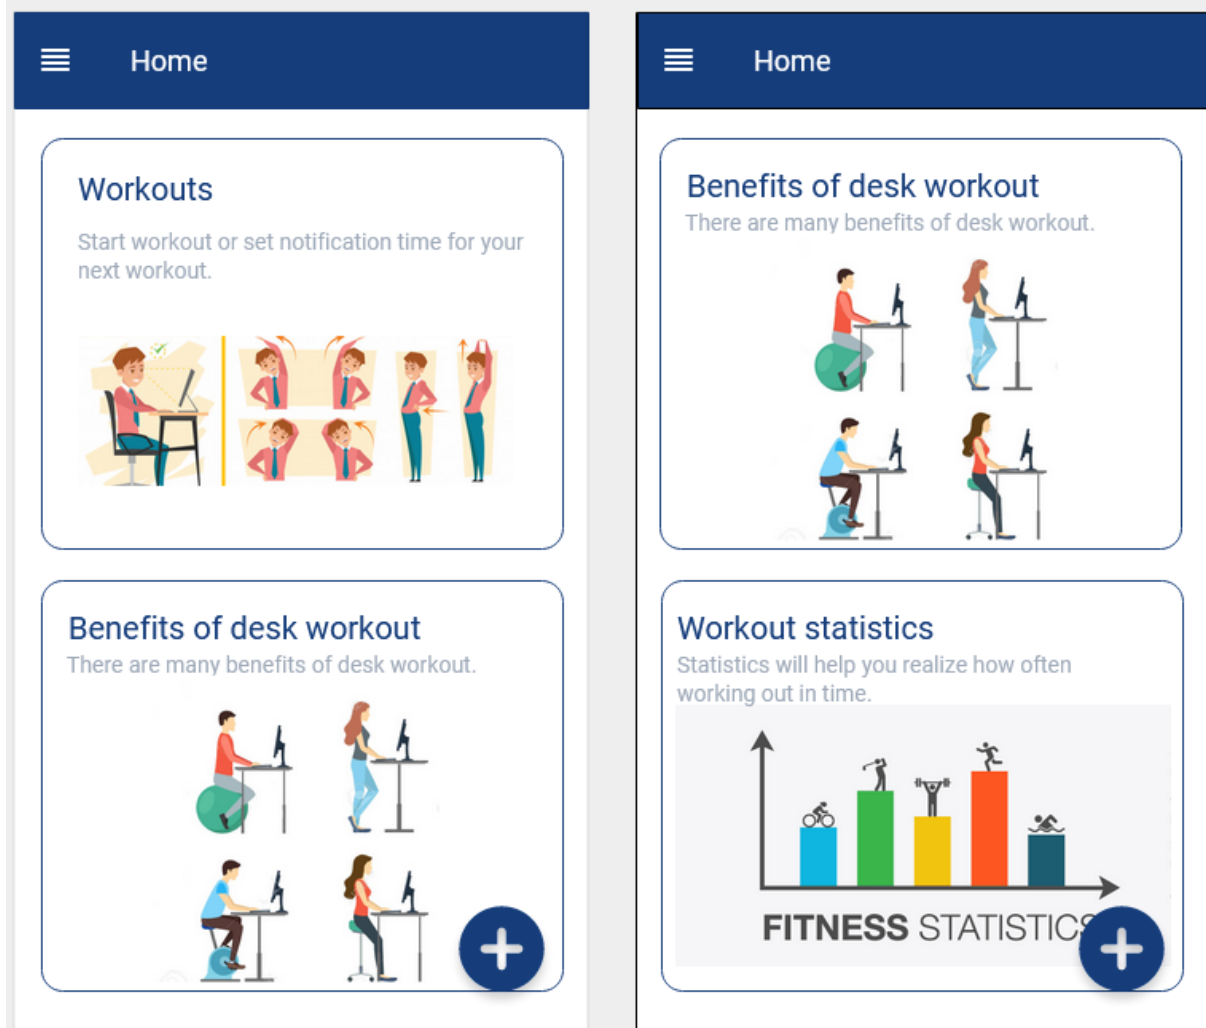 Home
Workouts
Start workout or set notification time for your
next workout.
Benefits of desk workout
There are many benefits of desk workout.
Home
Benefits of desk workout
There are many benefits of desk workout.
Workout statistics
Statistics will help you realize how often
working out in time.
FITNESS STATISTICS